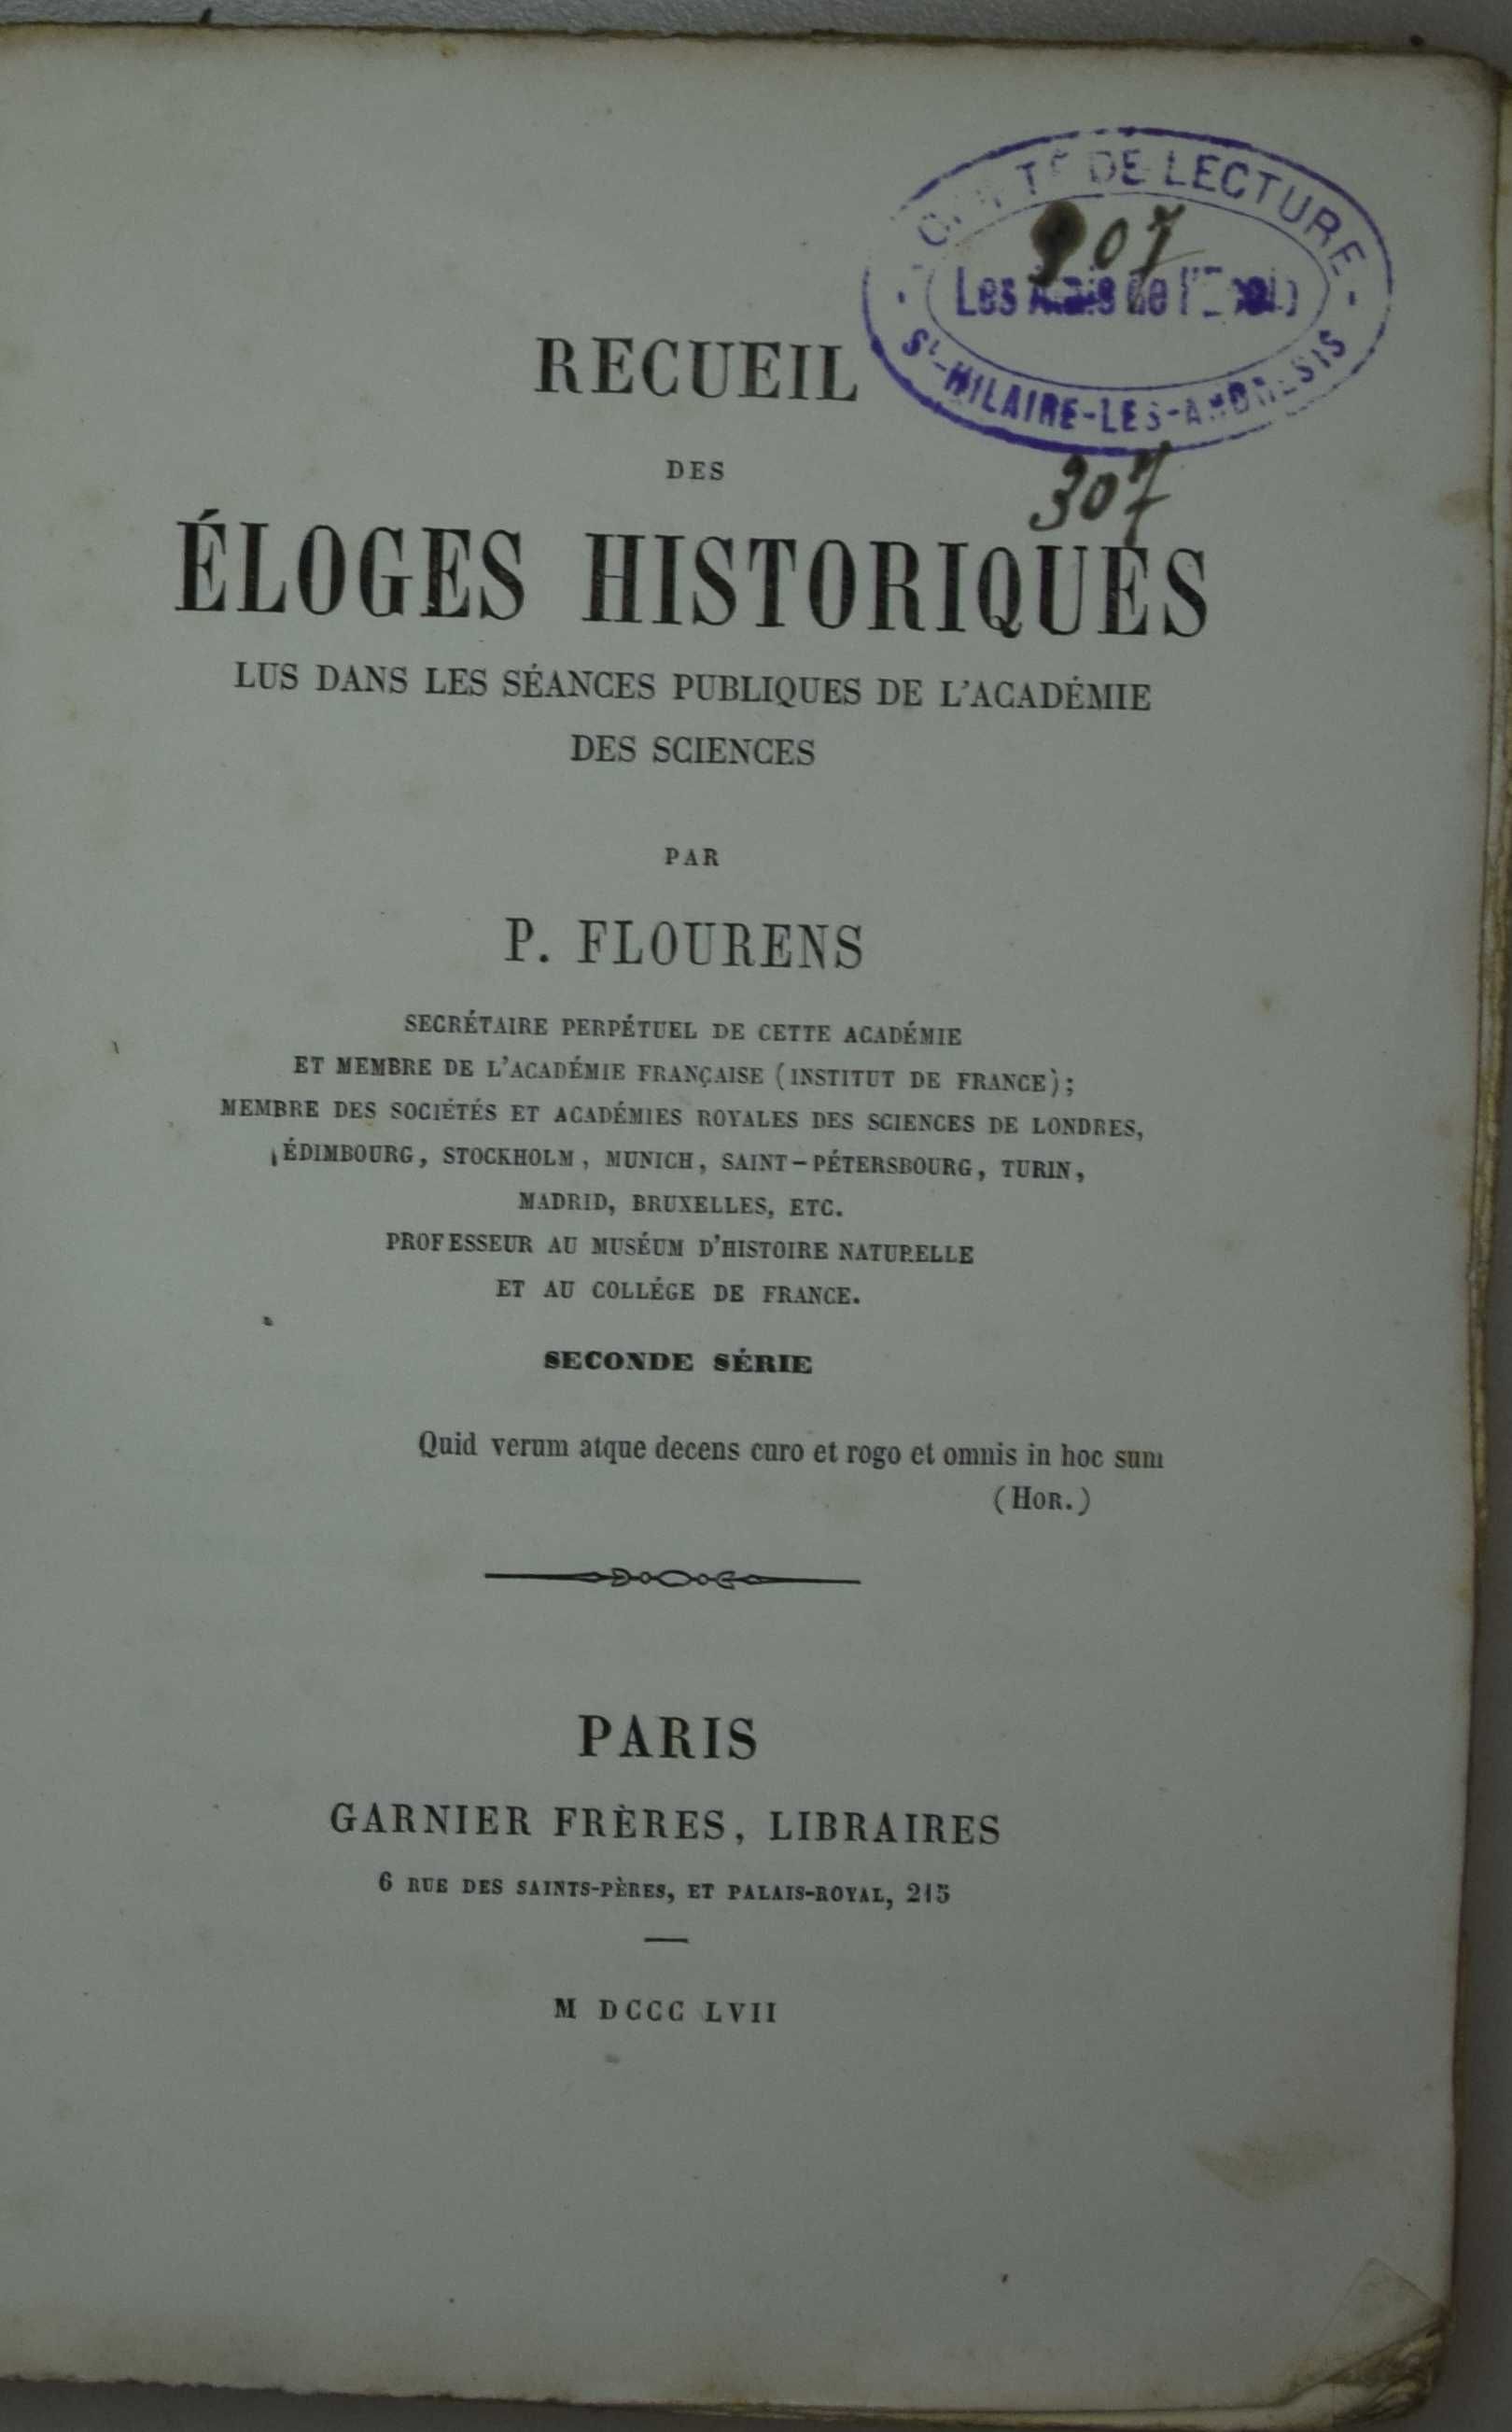 DE LECTURE
907
Les de
St-HILAIRE-LES-ANDRESIS
307
RECUEIL
DES
ÉLOGES HISTORIQUES
LUS DANS LES SÉANCES PUBLIQUES DE L'ACADÉMIE
DES SCIENCES
PAR
P. FLOURENS
SECRÉTAIRE PERPÉTUEL DE CETTE ACADÉMIE
ET MEMBRE DE L'ACADÉMIE FRANÇAISE (INSTITUT DE FRANCE);
MEMBRE DES SOCIÉTÉS ET ACADÉMIES ROYALES DES SCIENCES DE LONDRES,
ÉDIMBOURG, STOCKHOLM, MUNICH, SAINT-PÉTERSBOURG, TURIN,
MADRID, BRUXELLES, ETC.
PROFESSEUR AU MUSÉUM D'HISTOIRE NATURELLE
ET AU COLLÉGE DE FRANCE.
SECONDE SÉRIE
Quid verum atque decens curo et rogo et omnis in hoc sum
(HOR.)
PARIS
GARNIER FRÈRES, LIBRAIRES
6 RUE DES SAINTS-PÈRES, ET PALAIS-ROYAL, 215
M DCCC LVII